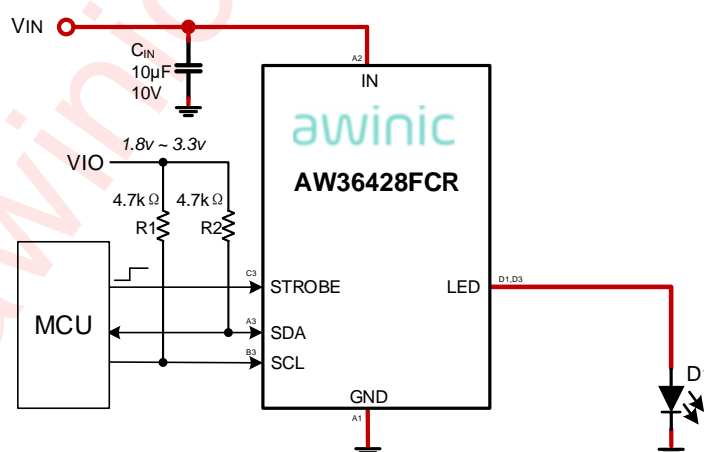 VIN
CIN
10µF
10V
A2
IN
awinic
AW36428FCR
1.8v ~ 3.3v
VIO
4.7kΩ 4.7kΩ
R1 R2
MCU
C3
STROBE
A3
SDA
B3
SCL
LED
D1,D3
GND
A1
awinic